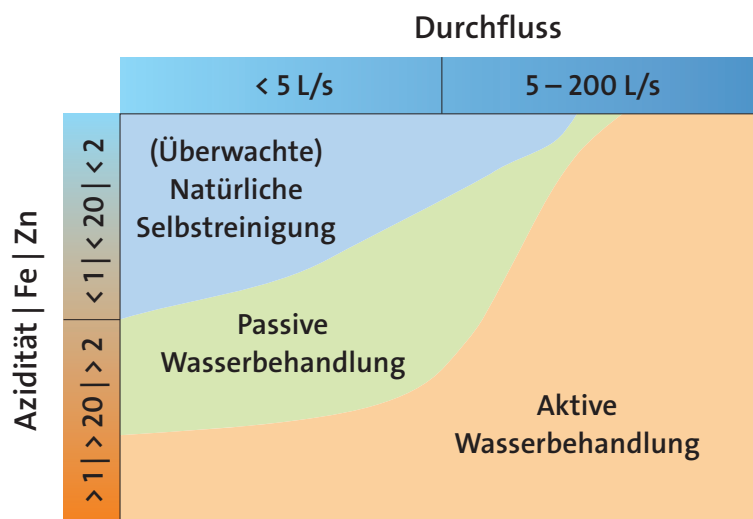 Durchfluss
< 5 L/s
5 – 200 L/s
Azidität | Fe | Zn
< 1 | < 20 | < 2
> 1 | > 20 | > 2
(Überwachte)
Natürliche
Selbstreinigung
Passive
Wasserbehandlung
Aktive
Wasserbehandlung